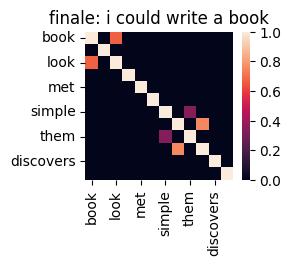 finale: i could write a book
book
look
met
simple
them
discovers
1.0
0.8
0.6
0.4
0.2
0.0
book
look
met
simple
them
discovers